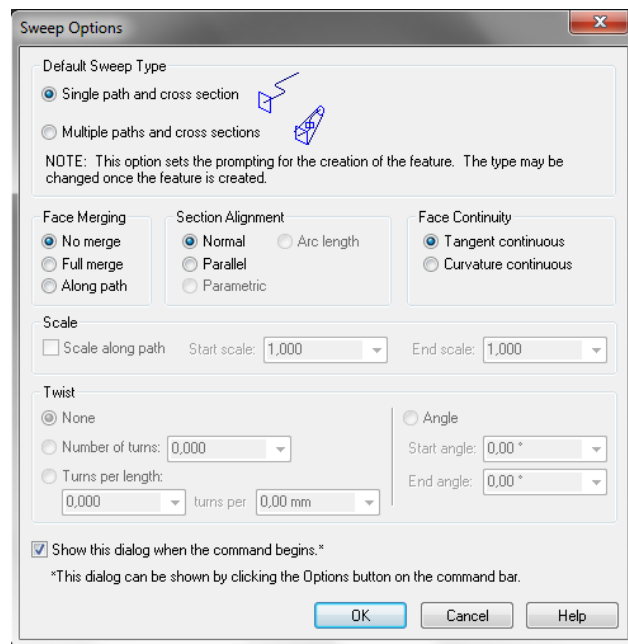 Sweep Options
Default Sweep Type
Single path and cross section
Multiple paths and cross sections
NOTE: This option sets the prompting for the creation of the feature. The type may be
changed once the feature is created.
Face Merging
No merge
Full merge
Along path
Section Alignment
Normal Arc length
Parallel
Parametric
Face Continuity
Tangent continuous
Curvature continuous
Scale
Scale along path Start scale: 1,000 End scale: 1,000
Twist
None
Number of turns: 0,000
Turns per length:
0,000 turns per 0,00 mm
Angle
Start angle: 0,00 °
End angle: 0,00 °
Show this dialog when the command begins.*
*This dialog can be shown by clicking the Options button on the command bar.
OK Cancel Help